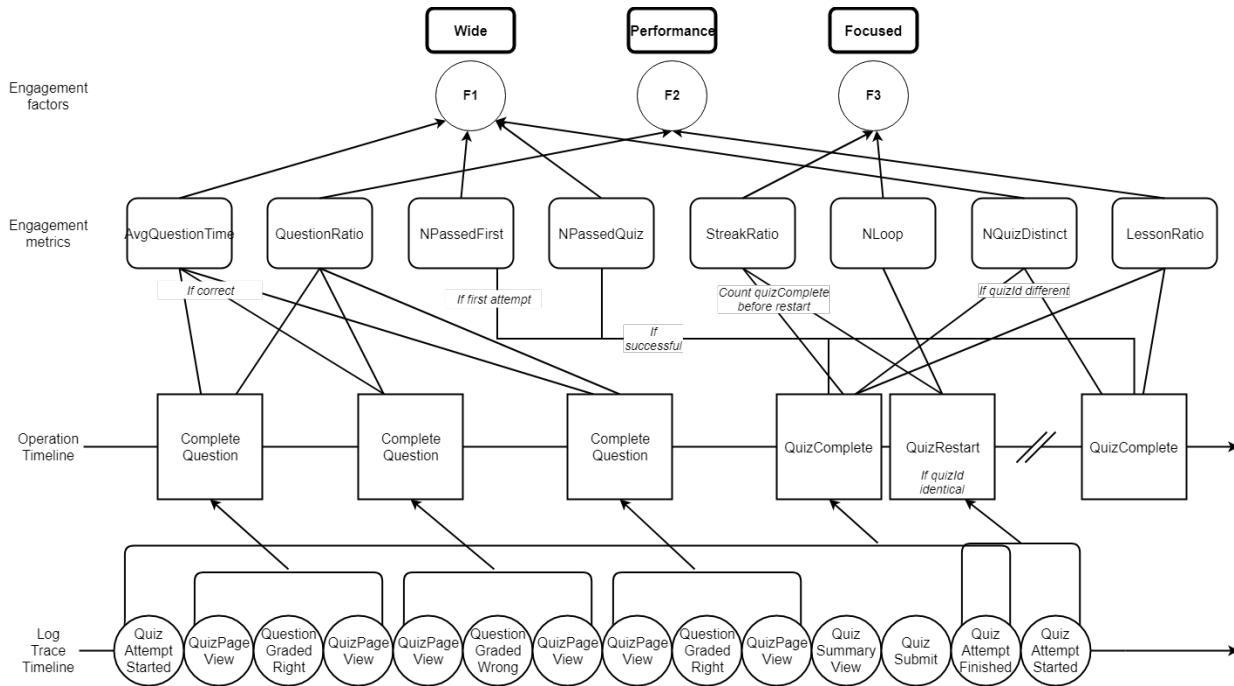 Wide
Performance
Focused
Engagement
factors
F1
F2
F3
Engagement
metrics
AvgQuestionTime
QuestionRatio
NPassedFirst
NPassedQuiz
StreakRatio
NLoop
NQuizDistinct
LessonRatio
If correct
If first attempt
Count quizComplete
before restart
If quizId different
If
successful
Operation
Timeline
Complete
Question
Complete
Question
Complete
Question
QuizComplete
QuizRestart
If quizId
identical
QuizComplete
Log
Trace
Timeline
Quiz
Attempt
Started
QuizPage
View
Question
Graded
Right
QuizPage
View
QuizPage
View
Question
Graded
Wrong
QuizPage
View
QuizPage
View
Question
Graded
Right
QuizPage
View
Quiz
Summary
View
Quiz
Submit
Quiz
Attempt
Finished
Quiz
Attempt
Started